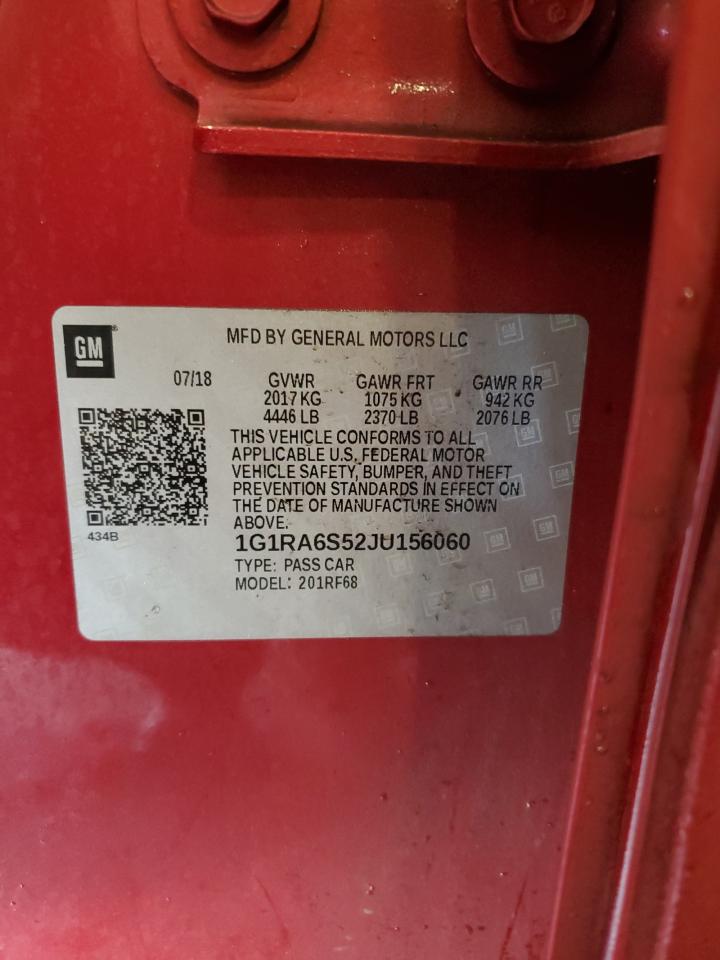 GM
MFD BY GENERAL MOTORS LLC
07/18 GVWR GAWR FRT GAWR RR
2017 KG 1075 KG 942 KG
4446 LB 2370 LB 2076 LB
THIS VEHICLE CONFORMS TO ALL
APPLICABLE U.S. FEDERAL MOTOR
VEHICLE SAFETY, BUMPER, AND THEFT
PREVENTION STANDARDS IN EFFECT ON
THE DATE OF MANUFACTURE SHOWN
ABOVE.
434B
1G1RA6S52JU156060
TYPE: PASS CAR
MODEL: 201RF68